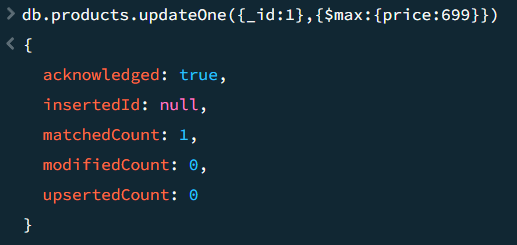 > db.products.updateOne({_id:1},{$max:{price:699}})
< {
acknowledged: true,
insertedId: null,
matchedCount: 1,
modifiedCount: 0,
upsertedCount: 0
}